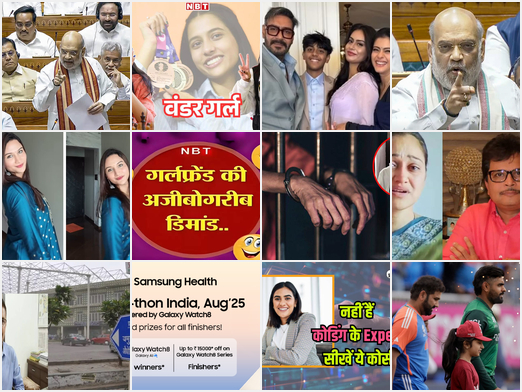 NBT
वंडर गर्ल
NBT
गर्लफ्रेंड की
अजीबोगरीब
डिमांड..
Samsung Health
thon India, Aug'25
ered by Galaxy Watch8
d prizes for all finishers!
Galaxy Watch8
Up to ₹ 15000* off on
Galaxy Watch8 Series
winners*
Finishers*
नहीं हैं
कोडिंग के Expe
सीखें ये कोर्स